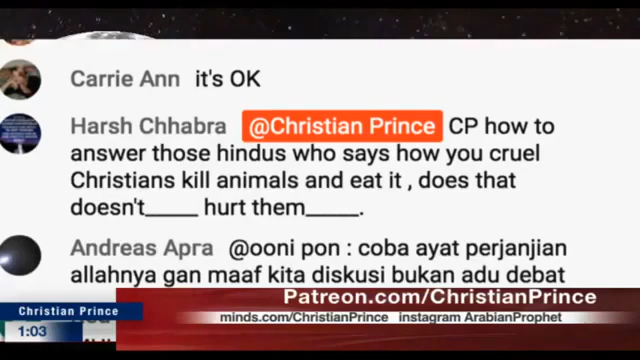 Carrie Ann it's OK
Harsh Chhabra @Christian Prince CP how to
answer those hindus who says how you cruel
Christians kill animals and eat it , does that
doesn't_____ hurt them_____.
Andreas Apra @ooni pon : coba ayat perjanjian
allahnya gan maaf kita diskusi bukan adu debat
Christian Prince
1:03
Patreon.com/ChristianPrince
minds.com/ChristianPrince instagram ArabianProphet